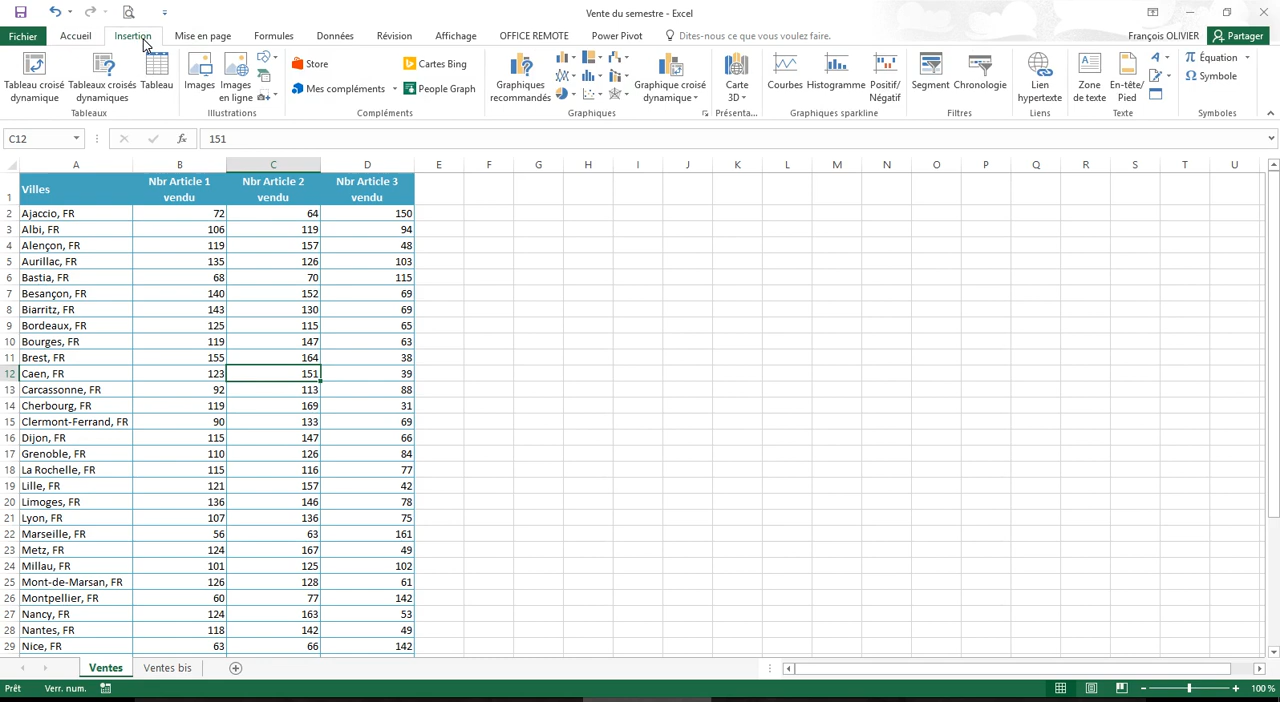 Vente du semestre - Excel
Fichier Accueil Insertion Mise en page Formules Données Révision Affichage OFFICE REMOTE Power Pivot Dites-nous ce que vous voulez faire. François OLIVIER Partager
Tableau croisé dynamique
Tableaux croisés dynamiques
Tableau
Images
Images en ligne
Store
Mes compléments
Cartes Bing
People Graph
Graphiques recommandés
Graphique croisé dynamique
Carte 3D
Courbes
Histogramme
Positif/ Négatif
Segment
Chronologie
Lien hypertexte
Zone de texte
En-tête/ Pied
Équation
Symbole
Tableaux Illustrations Compléments Graphiques Présenta... Graphiques sparkline Filtres Liens Texte Symboles
C12 fx 151
A B C D E F G H I J K L M N O P Q R S T U
1 Villes Nbr Article 1 vendu Nbr Article 2 vendu Nbr Article 3 vendu
2 Ajaccio, FR 72 64 150
3 Albi, FR 106 119 94
4 Alençon, FR 119 157 48
5 Aurillac, FR 135 126 103
6 Bastia, FR 68 70 115
7 Besançon, FR 140 152 69
8 Biarritz, FR 143 130 69
9 Bordeaux, FR 125 115 65
10 Bourges, FR 119 147 63
11 Brest, FR 155 164 38
12 Caen, FR 123 151 39
13 Carcassonne, FR 92 113 88
14 Cherbourg, FR 119 169 31
15 Clermont-Ferrand, FR 90 133 69
16 Dijon, FR 115 147 66
17 Grenoble, FR 110 126 84
18 La Rochelle, FR 115 116 77
19 Lille, FR 121 157 42
20 Limoges, FR 136 146 78
21 Lyon, FR 107 136 75
22 Marseille, FR 56 63 161
23 Metz, FR 124 167 49
24 Millau, FR 101 125 102
25 Mont-de-Marsan, FR 126 128 61
26 Montpellier, FR 60 77 142
27 Nancy, FR 124 163 53
28 Nantes, FR 118 142 49
29 Nice, FR 63 66 142
Ventes Ventes bis
Prêt Verr. num. 100 %